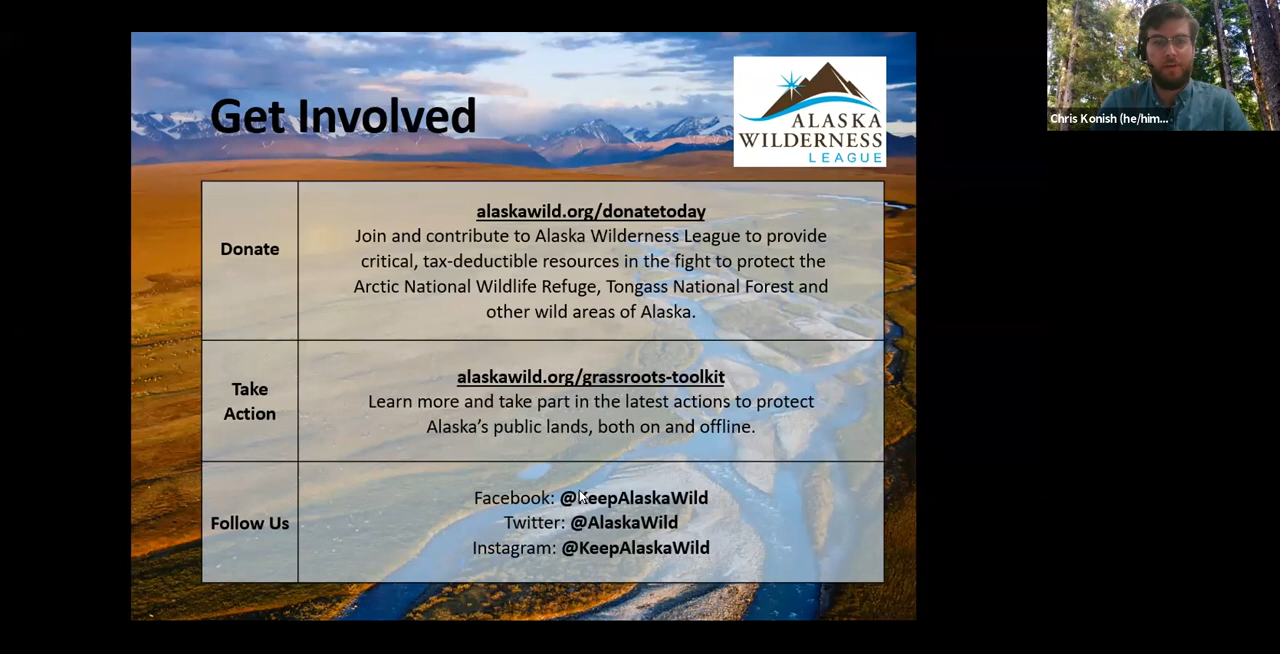 Get Involved
ALASKA
WILDERNESS
LEAGUE
Chris Konish (he/him...
Donate
alaskawild.org/donatetoday
Join and contribute to Alaska Wilderness League to provide
critical, tax-deductible resources in the fight to protect the
Arctic National Wildlife Refuge, Tongass National Forest and
other wild areas of Alaska.
Take
Action
alaskawild.org/grassroots-toolkit
Learn more and take part in the latest actions to protect
Alaska's public lands, both on and offline.
Follow Us
Facebook: @KeepAlaskaWild
Twitter: @AlaskaWild
Instagram: @KeepAlaskaWild